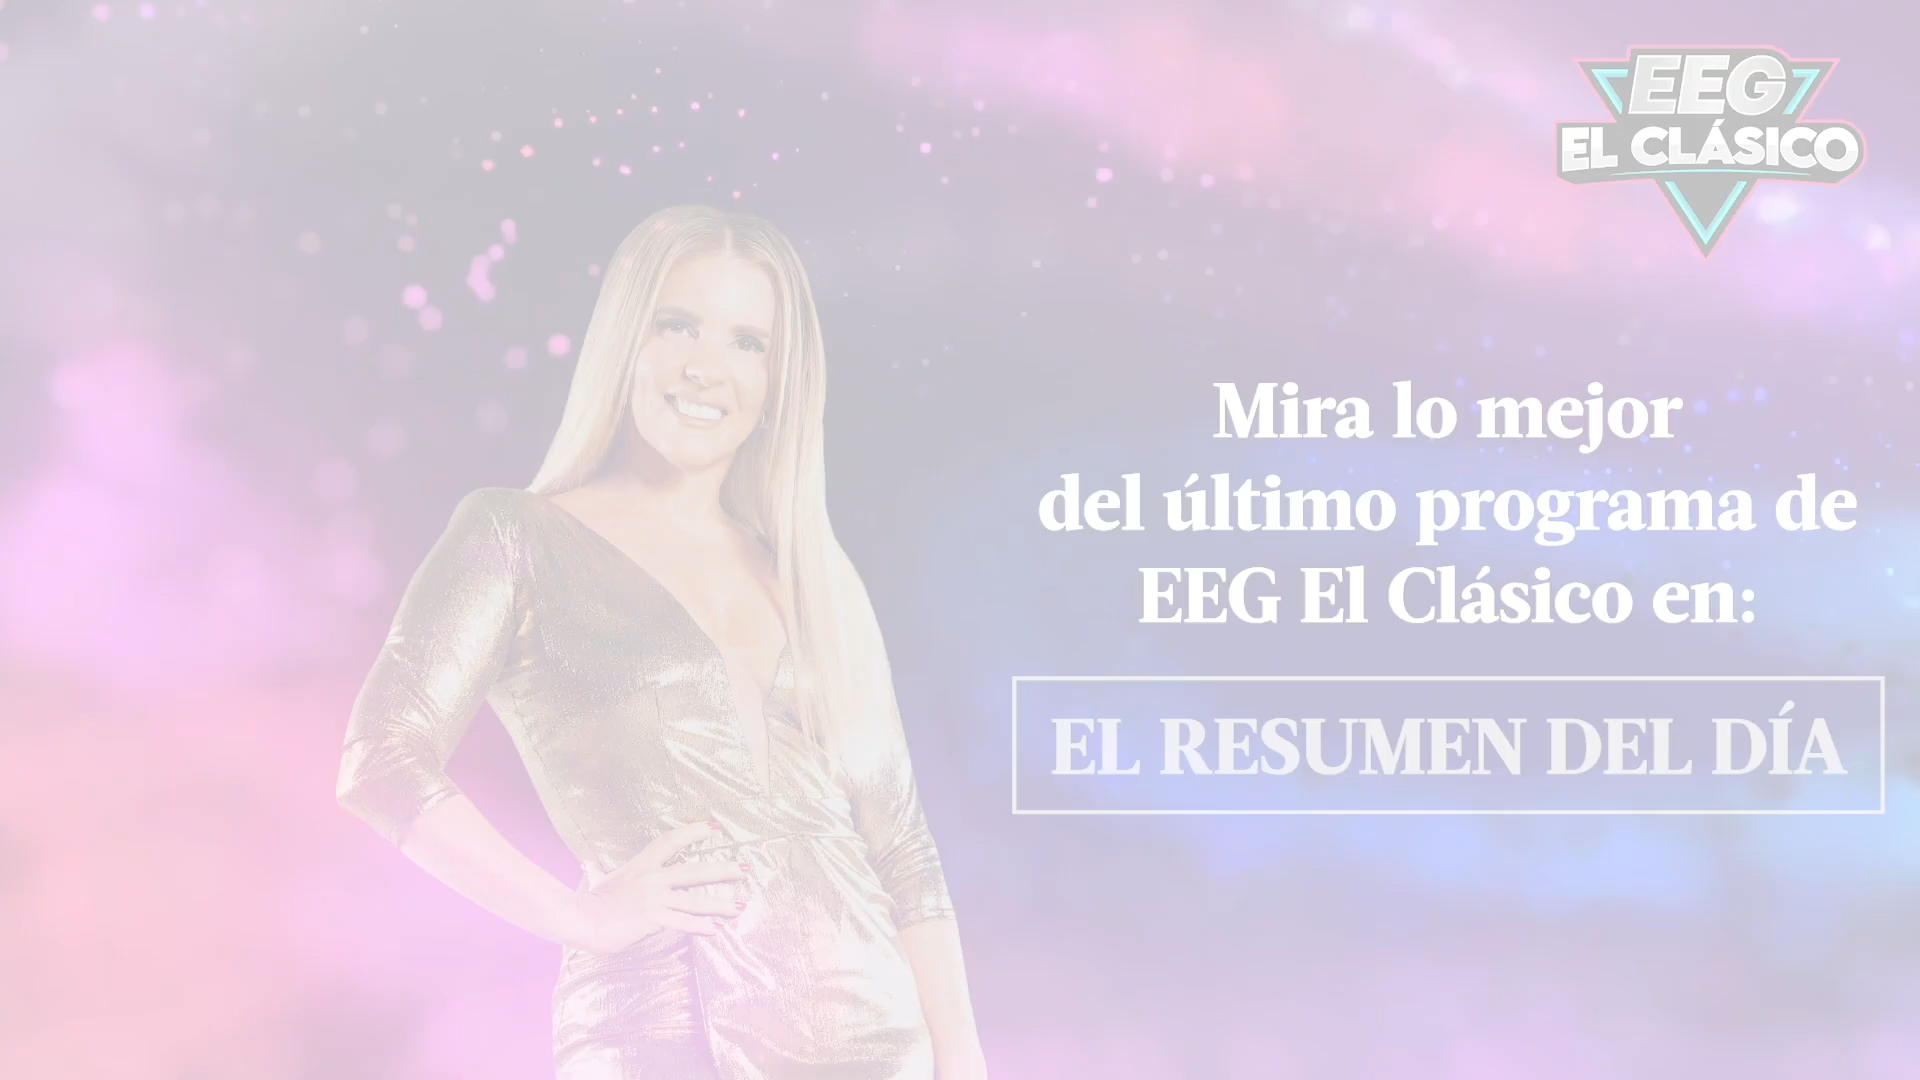 EEG
EL CLÁSICO
Mira lo mejor
del último programa de
EEG El Clásico en:
EL RESUMEN DEL DÍA